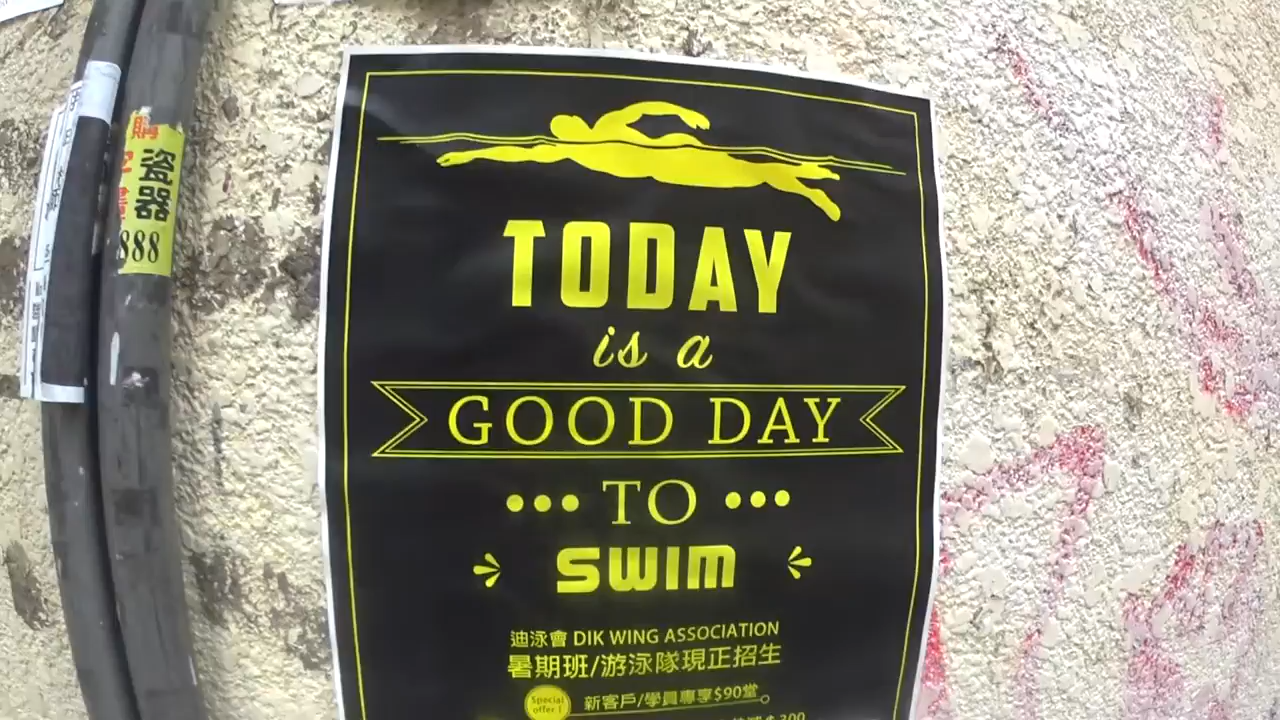 購
瓷器
888
TODAY
is a
GOOD DAY
TO
SWIM
迪泳會 DIK WING ASSOCIATION
暑期班/游泳隊現正招生
Special offer !
新客戶/學員專享$90堂